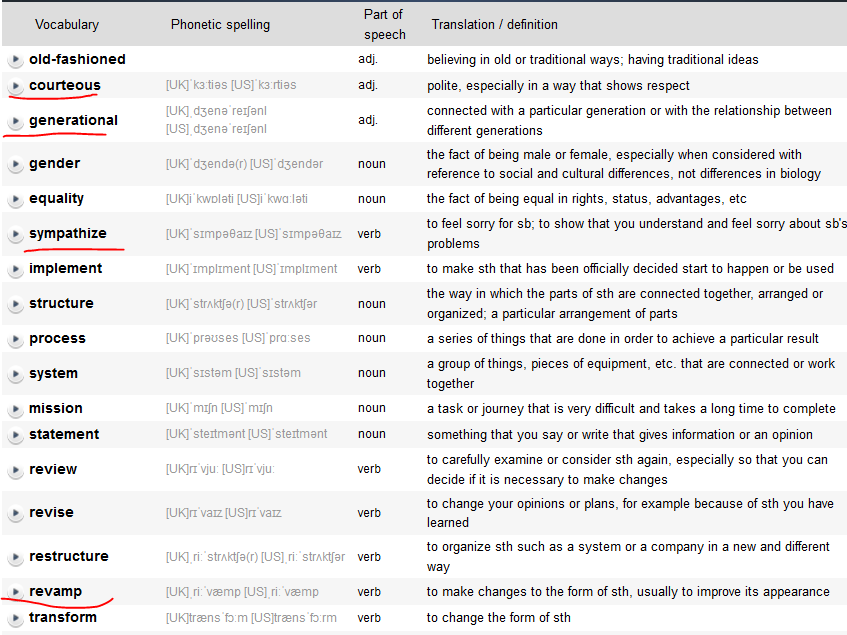 Vocabulary Phonetic spelling Part of speech Translation / definition
old-fashioned adj. believing in old or traditional ways; having traditional ideas
courteous [UK]ˈkɜːtiəs [US]ˈkɜːrtiəs adj. polite, especially in a way that shows respect
generational [UK]ˌdʒenəˈreɪʃənl
[US]ˌdʒenəˈreɪʃənl adj. connected with a particular generation or with the relationship between
different generations
gender [UK]ˈdʒendə(r) [US]ˈdʒendər noun the fact of being male or female, especially when considered with
reference to social and cultural differences, not differences in biology
equality [UK]iˈkwɒləti [US]iˈkwɑːləti noun the fact of being equal in rights, status, advantages, etc
sympathize [UK]ˈsɪmpəθaɪz [US]ˈsɪmpəθaɪz verb to feel sorry for sb; to show that you understand and feel sorry about sb's
problems
implement [UK]ˈɪmplɪment [US]ˈɪmplɪment verb to make sth that has been officially decided start to happen or be used
structure [UK]ˈstrʌktʃə(r) [US]ˈstrʌktʃər noun the way in which the parts of sth are connected together, arranged or
organized; a particular arrangement of parts
process [UK]ˈprəʊses [US]ˈprɑːses noun a series of things that are done in order to achieve a particular result
system [UK]ˈsɪstəm [US]ˈsɪstəm noun a group of things, pieces of equipment, etc. that are connected or work
together
mission [UK]ˈmɪʃn [US]ˈmɪʃn noun a task or journey that is very difficult and takes a long time to complete
statement [UK]ˈsteɪtmənt [US]ˈsteɪtmənt noun something that you say or write that gives information or an opinion
review [UK]rɪˈvjuː [US]rɪˈvjuː verb to carefully examine or consider sth again, especially so that you can
decide if it is necessary to make changes
revise [UK]rɪˈvaɪz [US]rɪˈvaɪz verb to change your opinions or plans, for example because of sth you have
learned
restructure [UK]ˌriːˈstrʌktʃə(r) [US]ˌriːˈstrʌktʃər verb to organize sth such as a system or a company in a new and different
way
revamp [UK]ˌriːˈvæmp [US]ˌriːˈvæmp verb to make changes to the form of sth, usually to improve its appearance
transform [UK]trænsˈfɔːm [US]trænsˈfɔːrm verb to change the form of sth